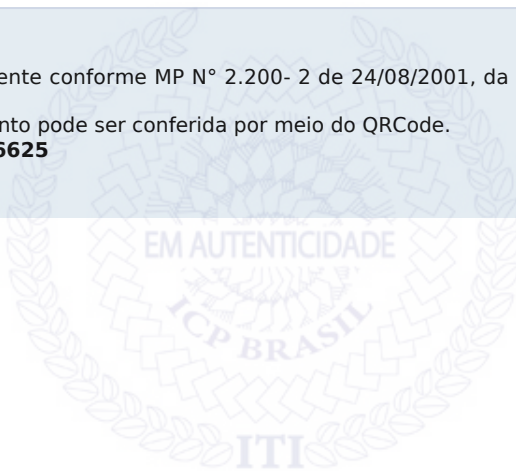 ente conforme MP N° 2.200- 2 de 24/08/2001, da
nto pode ser conferida por meio do QRCode.
6625
EM AUTENTICIDADE
ICP BRASIL
ITI